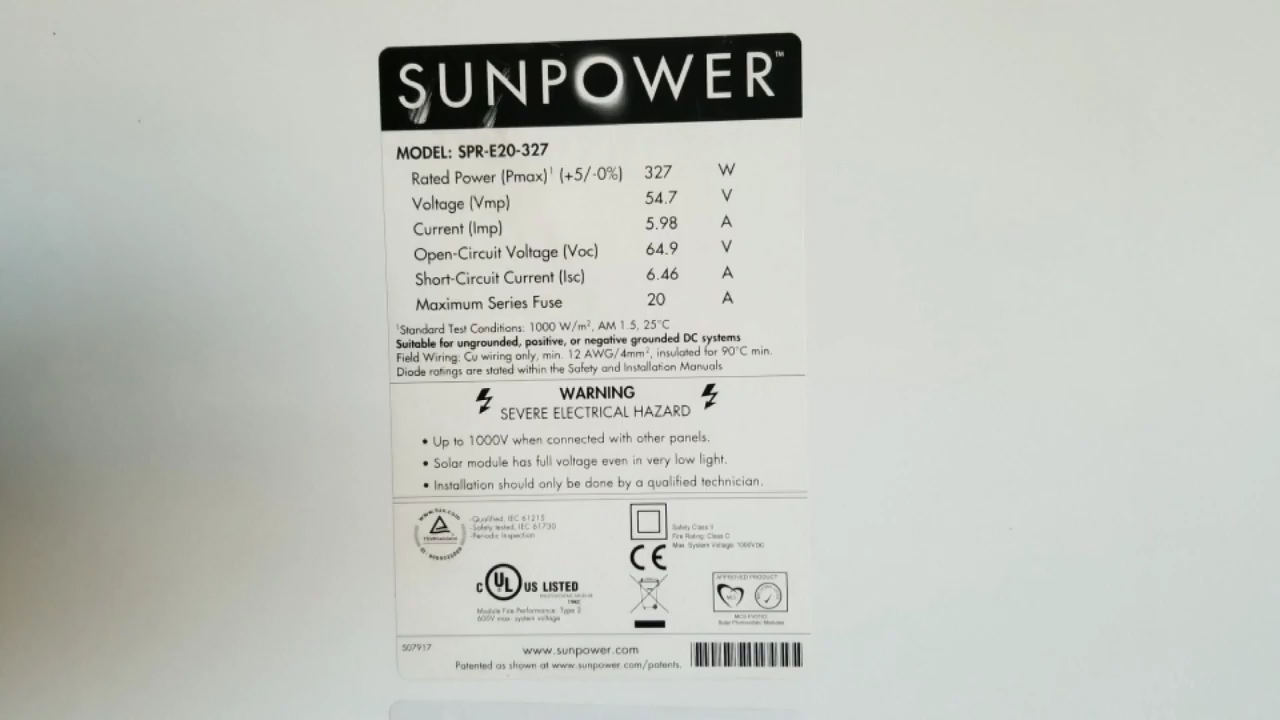 SUNPOWER™
MODEL: SPR-E20-327
Rated Power (Pmax)¹ (+5/-0%) 327 W
Voltage (Vmp) 54.7 V
Current (Imp) 5.98 A
Open-Circuit Voltage (Voc) 64.9 V
Short-Circuit Current (Isc) 6.46 A
Maximum Series Fuse 20 A
¹Standard Test Conditions: 1000 W/m², AM 1.5, 25°C
Suitable for ungrounded, positive, or negative grounded DC systems
Field Wiring: Cu wiring only, min. 12 AWG/4mm², insulated for 90°C min.
Diode ratings are stated within the Safety and Installation Manuals
WARNING
SEVERE ELECTRICAL HAZARD
• Up to 1000V when connected with other panels.
• Solar module has full voltage even in very low light.
• Installation should only be done by a qualified technician.
-Qualified, IEC 61215
-Safety tested, IEC 61730
-Periodic Inspection
Safety Class II
Fire Rating: Class C
Max. System Voltage: 1000V DC
CE
C UL US LISTED
Module Fire Performance: Type 2
600V max. system voltage
APPROVED PRODUCT
MCS
Solar Photovoltaic Modules
507917
www.sunpower.com
Patented as shown at www.sunpower.com/patents.